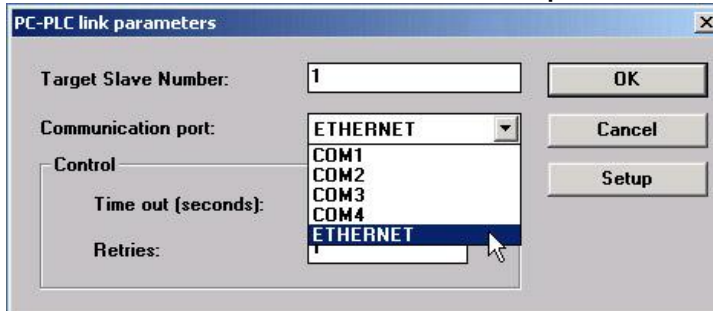 PC-PLC link parameters
Target Slave Number: 1 OK
Communication port: ETHERNET Cancel
COM1
Control COM2 Setup
COM3
Time out (seconds): COM4
ETHERNET
Retries: